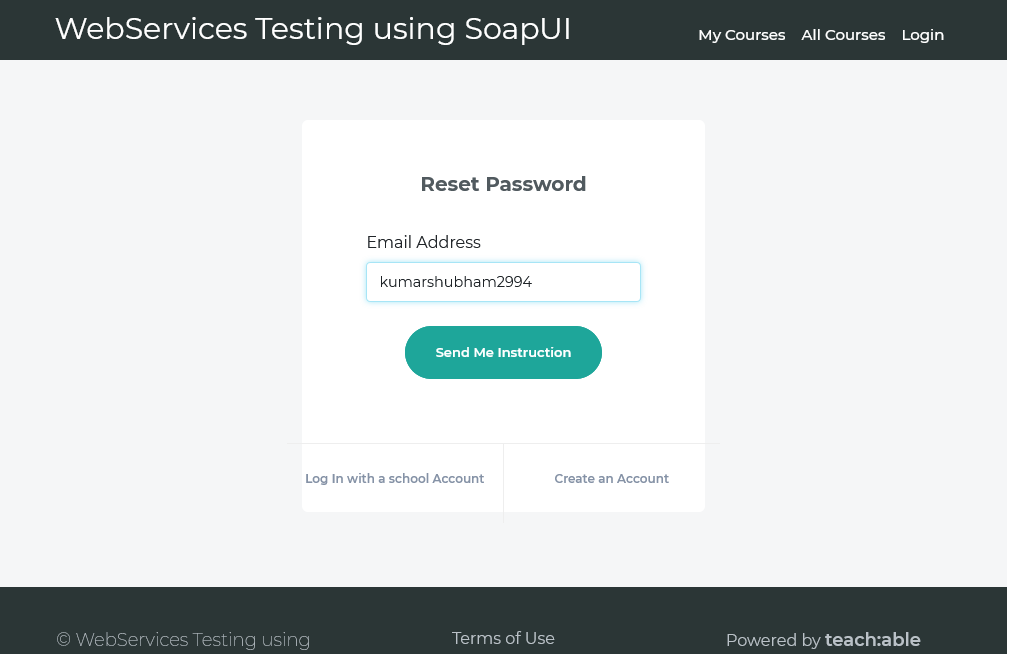 WebServices Testing using SoapUI
My Courses All Courses Login
Reset Password
Email Address
kumarshubham2994
Send Me Instruction
Log In with a school Account Create an Account
© WebServices Testing using Terms of Use Powered by teach:able